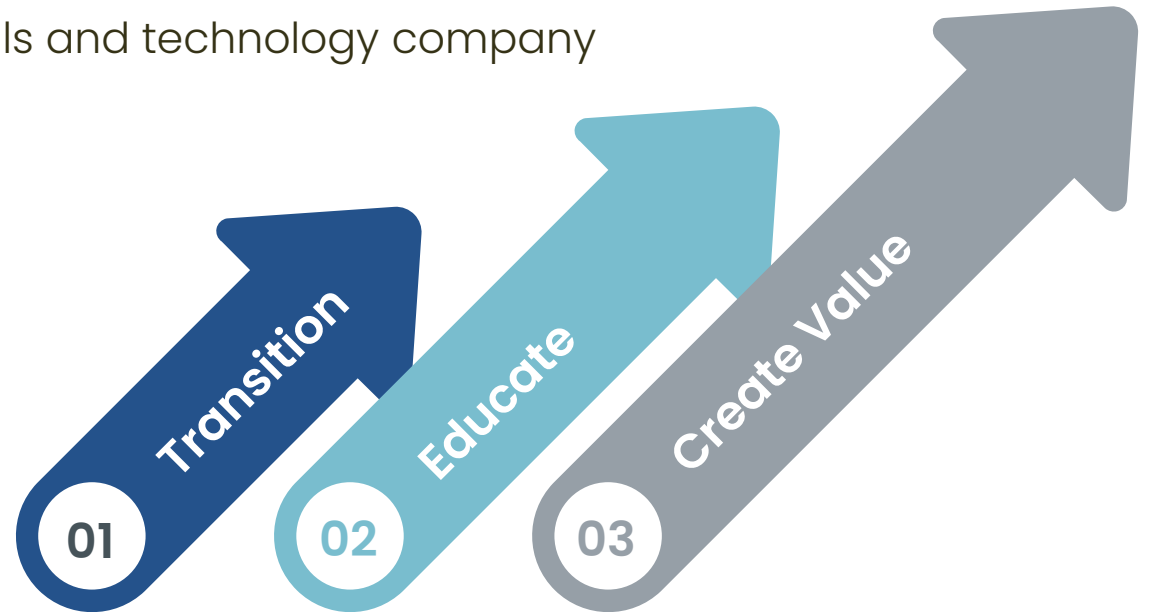 ls and technology company
Transition
Educate
Create Value
01
02
03